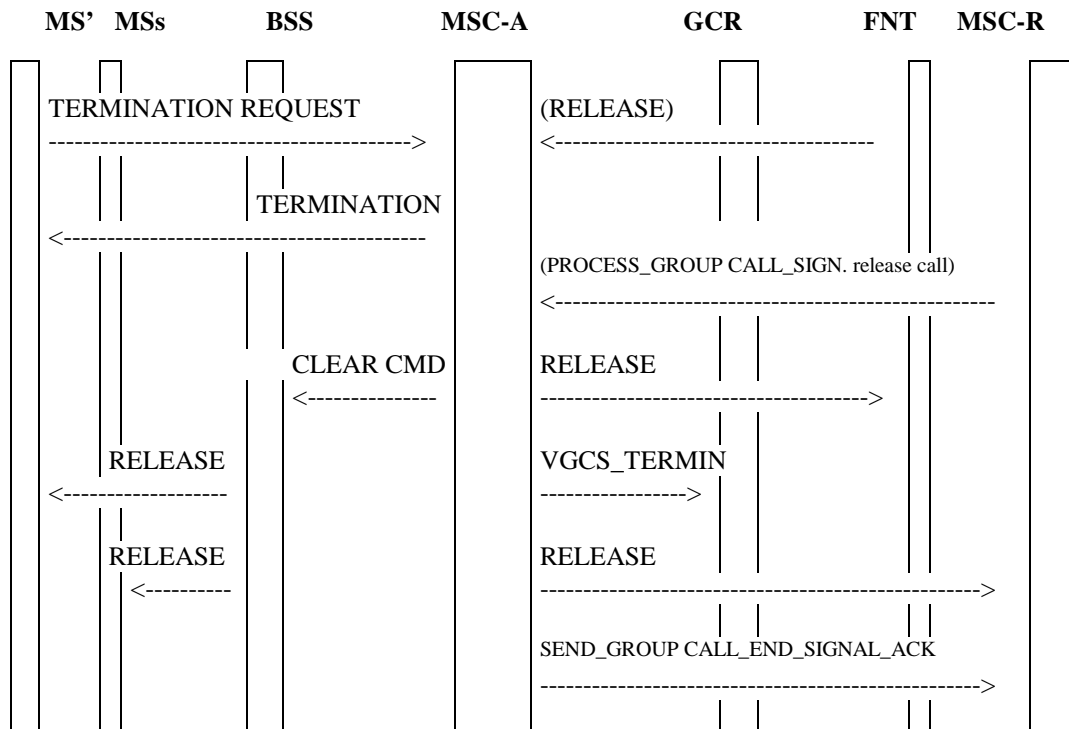 MS’ MSs BSS MSC-A GCR FNT MSC-R
TERMINATION REQUEST (RELEASE)
------------------------------------------> <-------------------------------------
TERMINATION
<------------------------------------------
(PROCESS_GROUP CALL_SIGN. release call)
<-----------------------------------------------------
CLEAR CMD RELEASE
<--------------- -------------------------------------->
RELEASE VGCS_TERMIN
<------------------- ----------------->
RELEASE RELEASE
<---------- --------------------------------------------------->
SEND_GROUP CALL_END_SIGNAL_ACK
--------------------------------------------------->